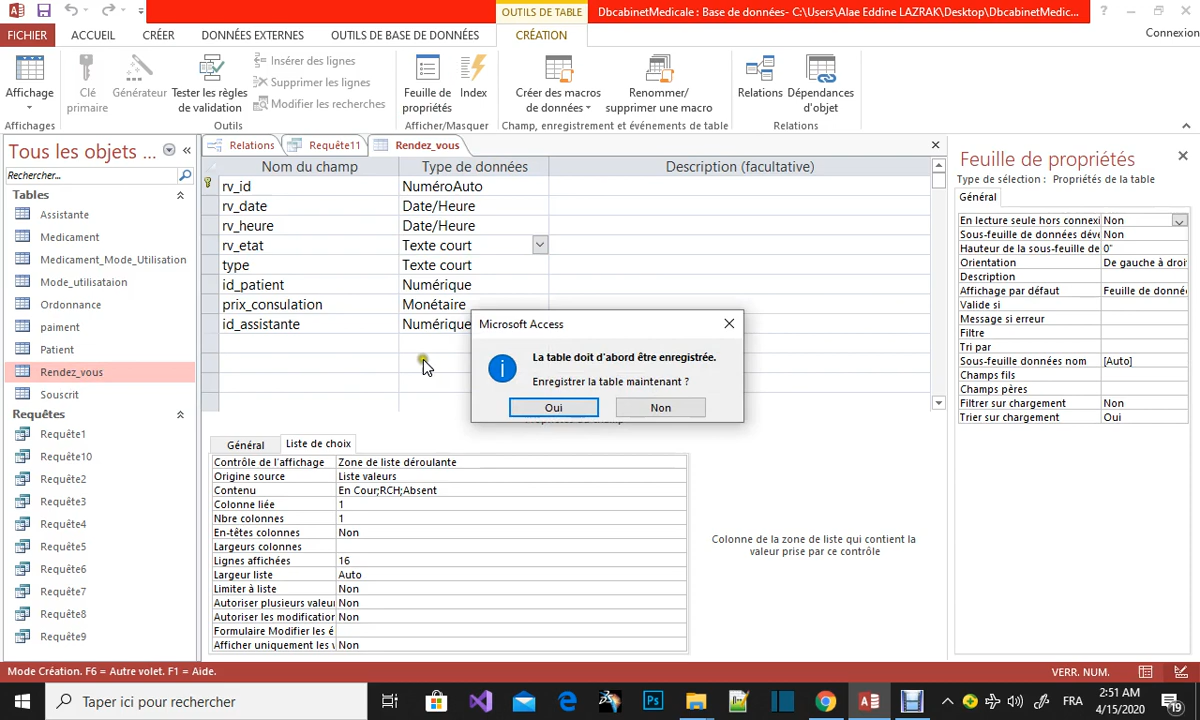 OUTILS DE TABLE
DbcabinetMedicale : Base de données- C:\Users\Alae Eddine LAZRAK\Desktop\DbcabinetMedic...
FICHIER
ACCUEIL
CRÉER
DONNÉES EXTERNES
OUTILS DE BASE DE DONNÉES
CRÉATION
Connexion
Affichage
Clé primaire
Générateur
Tester les règles de validation
Insérer des lignes
Supprimer les lignes
Modifier les recherches
Feuille de propriétés
Index
Créer des macros de données
Renommer/ supprimer une macro
Relations
Dépendances d'objet
Affichages
Outils
Afficher/Masquer
Champ, enregistrement et événements de table
Relations
Tous les objets ...
Rechercher...
Tables
Assistante
Medicament
Medicament_Mode_Utilisation
Mode_utilisataion
Ordonnance
paiment
Patient
Rendez_vous
Souscrit
Requêtes
Requête1
Requête10
Requête2
Requête3
Requête4
Requête5
Requête6
Requête7
Requête8
Requête9
Relations
Requête11
Rendez_vous
Nom du champ Type de données Description (facultative)
rv_id NuméroAuto
rv_date Date/Heure
rv_heure Date/Heure
rv_etat Texte court
type Texte court
id_patient Numérique
prix_consulation Monétaire
id_assistante Numérique
Microsoft Access
La table doit d'abord être enregistrée.
Enregistrer la table maintenant ?
Oui
Non
Général
Liste de choix
Contrôle de l'affichage Zone de liste déroulante
Origine source Liste valeurs
Contenu En Cour;RCH;Absent
Colonne liée 1
Nbre colonnes 1
En-têtes colonnes Non
Largeurs colonnes
Lignes affichées 16
Largeur liste Auto
Limiter à liste Non
Autoriser plusieurs valeu Non
Autoriser les modification Non
Formulaire Modifier les é
Afficher uniquement les Non
Colonne de la zone de liste qui contient la
valeur prise par ce contrôle
Feuille de propriétés
Type de sélection : Propriétés de la table
Général
En lecture seule hors connexi Non
Sous-feuille de données déve Non
Hauteur de la sous-feuille de 0"
Orientation De gauche à droi
Description
Affichage par défaut Feuille de donné
Valide si
Message si erreur
Filtre
Tri par
Sous-feuille données nom [Auto]
Champs fils
Champs pères
Filtrer sur chargement Non
Trier sur chargement Oui
Mode Création. F6 = Autre volet. F1 = Aide.
VERR. NUM.
Taper ici pour rechercher
FRA
2:51 AM
4/15/2020
19